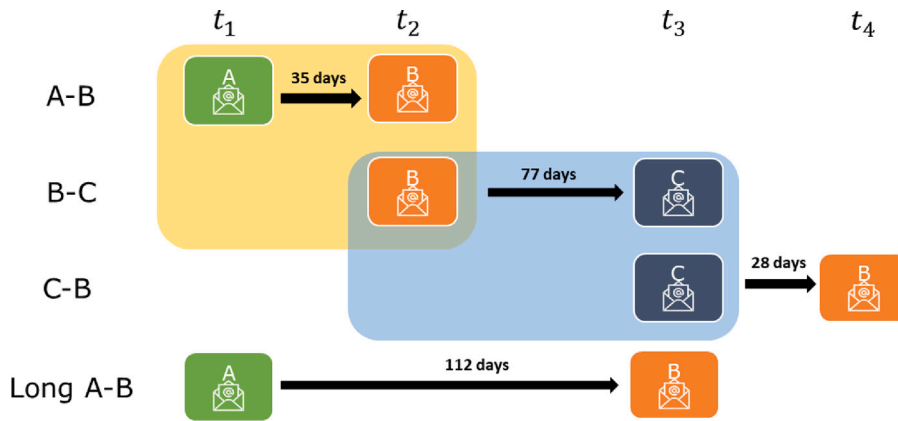 t1 t2 t3 t4
A-B A 35 days B
B-C B 77 days C
C-B C 28 days B
Long A-B A 112 days B